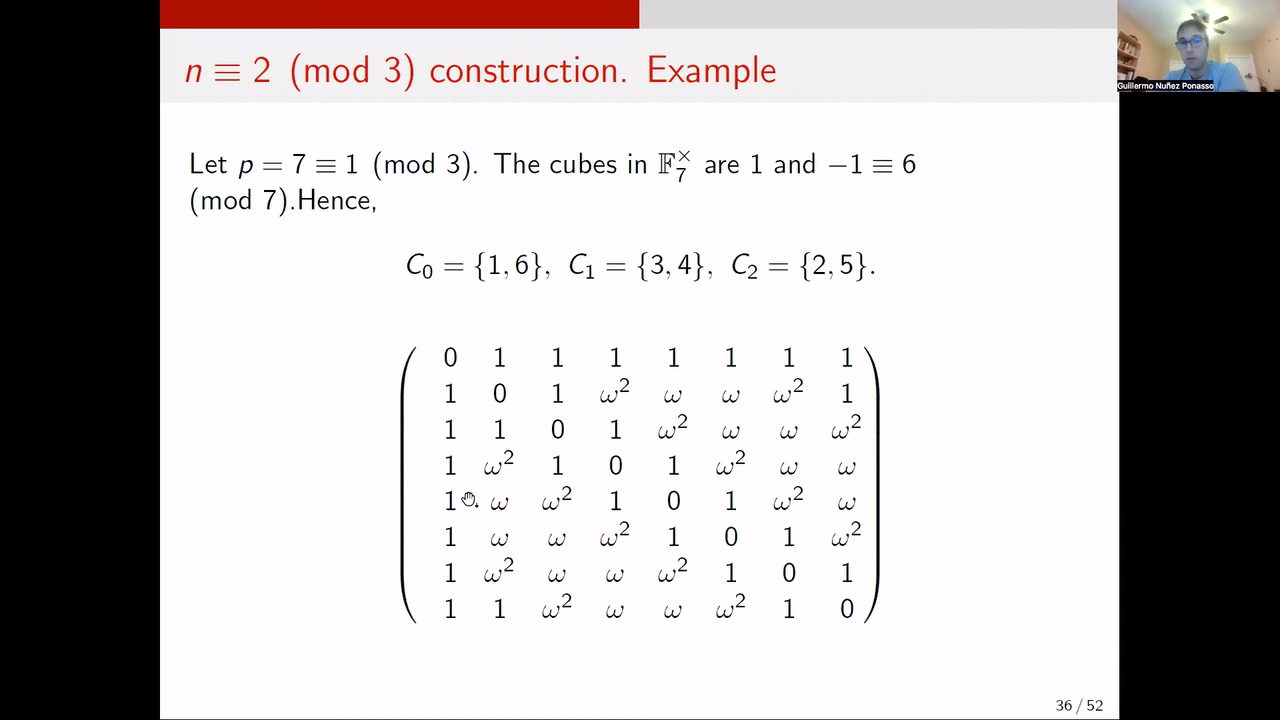 n ≡ 2 (mod 3) construction. Example
Guillermo Nuñez Ponasso
Let p = 7 ≡ 1 (mod 3). The cubes in 𝔽₇^× are 1 and −1 ≡ 6
(mod 7).Hence,
C₀ = {1, 6}, C₁ = {3, 4}, C₂ = {2, 5}.
0 1 1 1 1 1 1 1
1 0 1 ω² ω ω ω² 1
1 1 0 1 ω² ω ω ω²
1 ω² 1 0 1 ω² ω ω
1 ω ω² 1 0 1 ω² ω
1 ω ω ω² 1 0 1 ω²
1 ω² ω ω ω² 1 0 1
1 1 ω² ω ω ω² 1 0
36 / 52